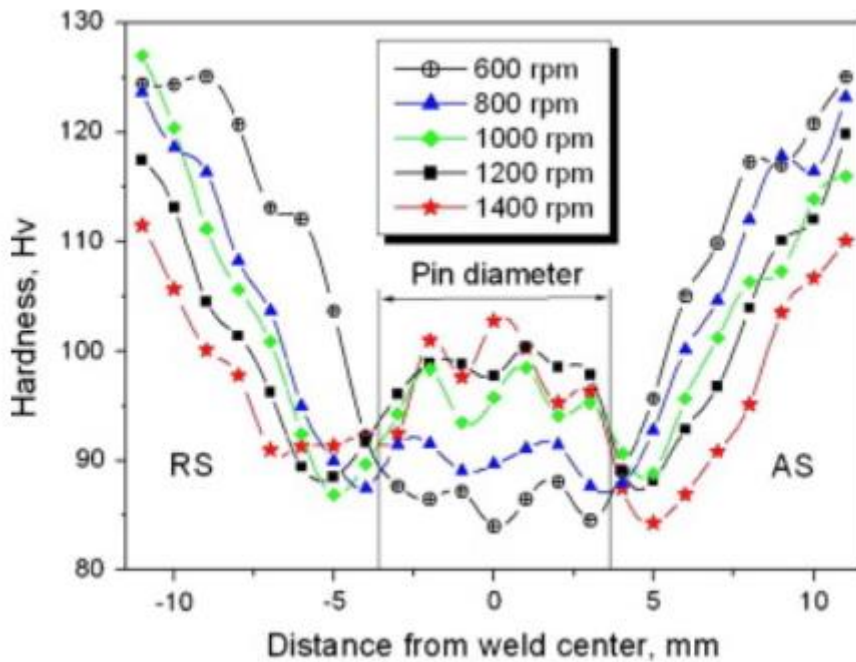 130
120
110
100
90
80
Hardness, Hv
600 rpm
800 rpm
1000 rpm
1200 rpm
1400 rpm
Pin diameter
RS
AS
-10
-5
0
5
10
Distance from weld center, mm